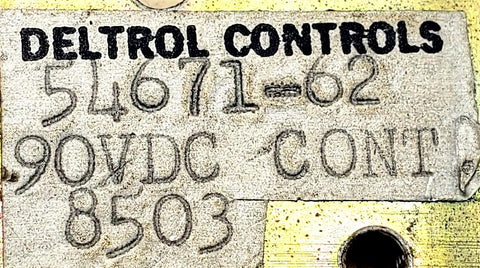 DELTROL CONTROLS
54671-62
90VDC CONT
8503